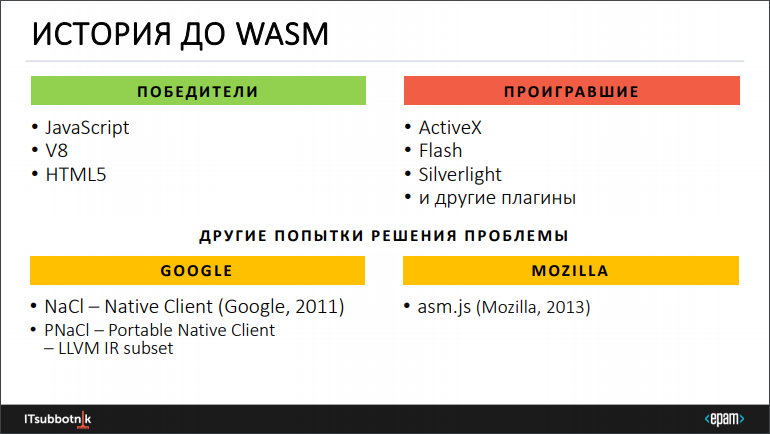 ИСТОРИЯ ДО WASM
ПОБЕДИТЕЛИ
• JavaScript
• V8
• HTML5
ПРОИГРАВШИЕ
• ActiveX
• Flash
• Silverlight
• и другие плагины
ДРУГИЕ ПОПЫТКИ РЕШЕНИЯ ПРОБЛЕМЫ
GOOGLE
• NaCl – Native Client (Google, 2011)
• PNaCl – Portable Native Client
– LLVM IR subset
MOZILLA
• asm.js (Mozilla, 2013)
ITsubbotnik
<epam>